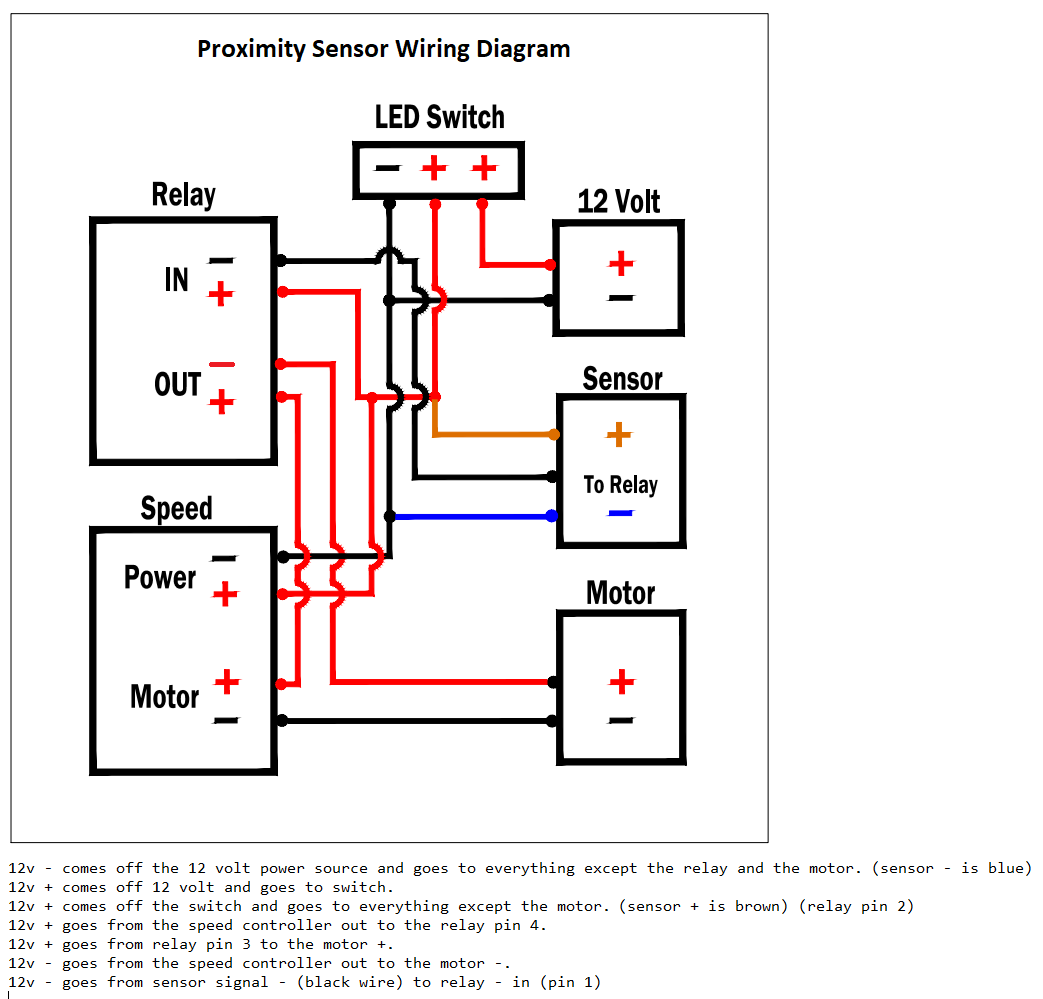 Proximity Sensor Wiring Diagram
LED Switch
− + +
Relay
12 Volt
IN − +
+ −
OUT − +
Sensor
+
To Relay
−
Speed
Power − +
Motor
Motor + −
+ −
12v - comes off the 12 volt power source and goes to everything except the relay and the motor. (sensor - is blue)
12v + comes off 12 volt and goes to switch.
12v + comes off the switch and goes to everything except the motor. (sensor + is brown) (relay pin 2)
12v + goes from the speed controller out to the relay pin 4.
12v + goes from relay pin 3 to the motor +.
12v - goes from the speed controller out to the motor -.
12v - goes from sensor signal - (black wire) to relay - in (pin 1)